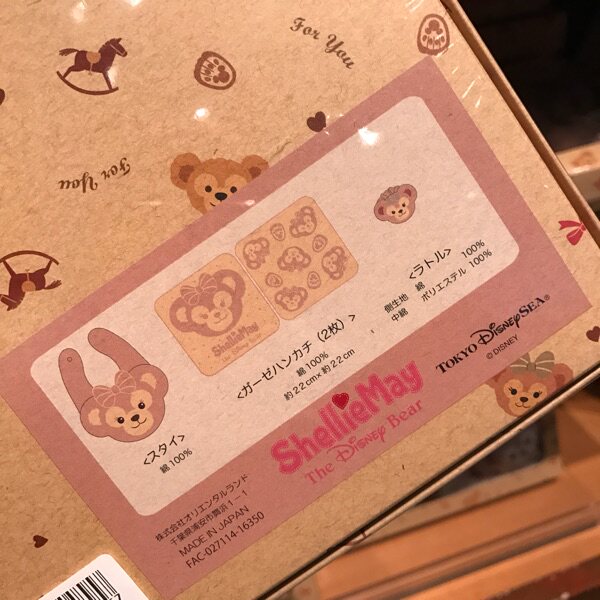 For You
For You
ShellieMay
The Disney Bear
<スタイ>
綿100%
<ガーゼハンカチ(2枚)>
綿100%
約22cm×約22cm
<ラトル>
側生地 綿 100%
中綿 ポリエステル 100%
ShellieMay
The Disney Bear
TOKYO DisneySEA®
©DISNEY
株式会社オリエンタルランド
千葉県浦安市舞浜1-1
MADE IN JAPAN
FAC-027114-16350
7